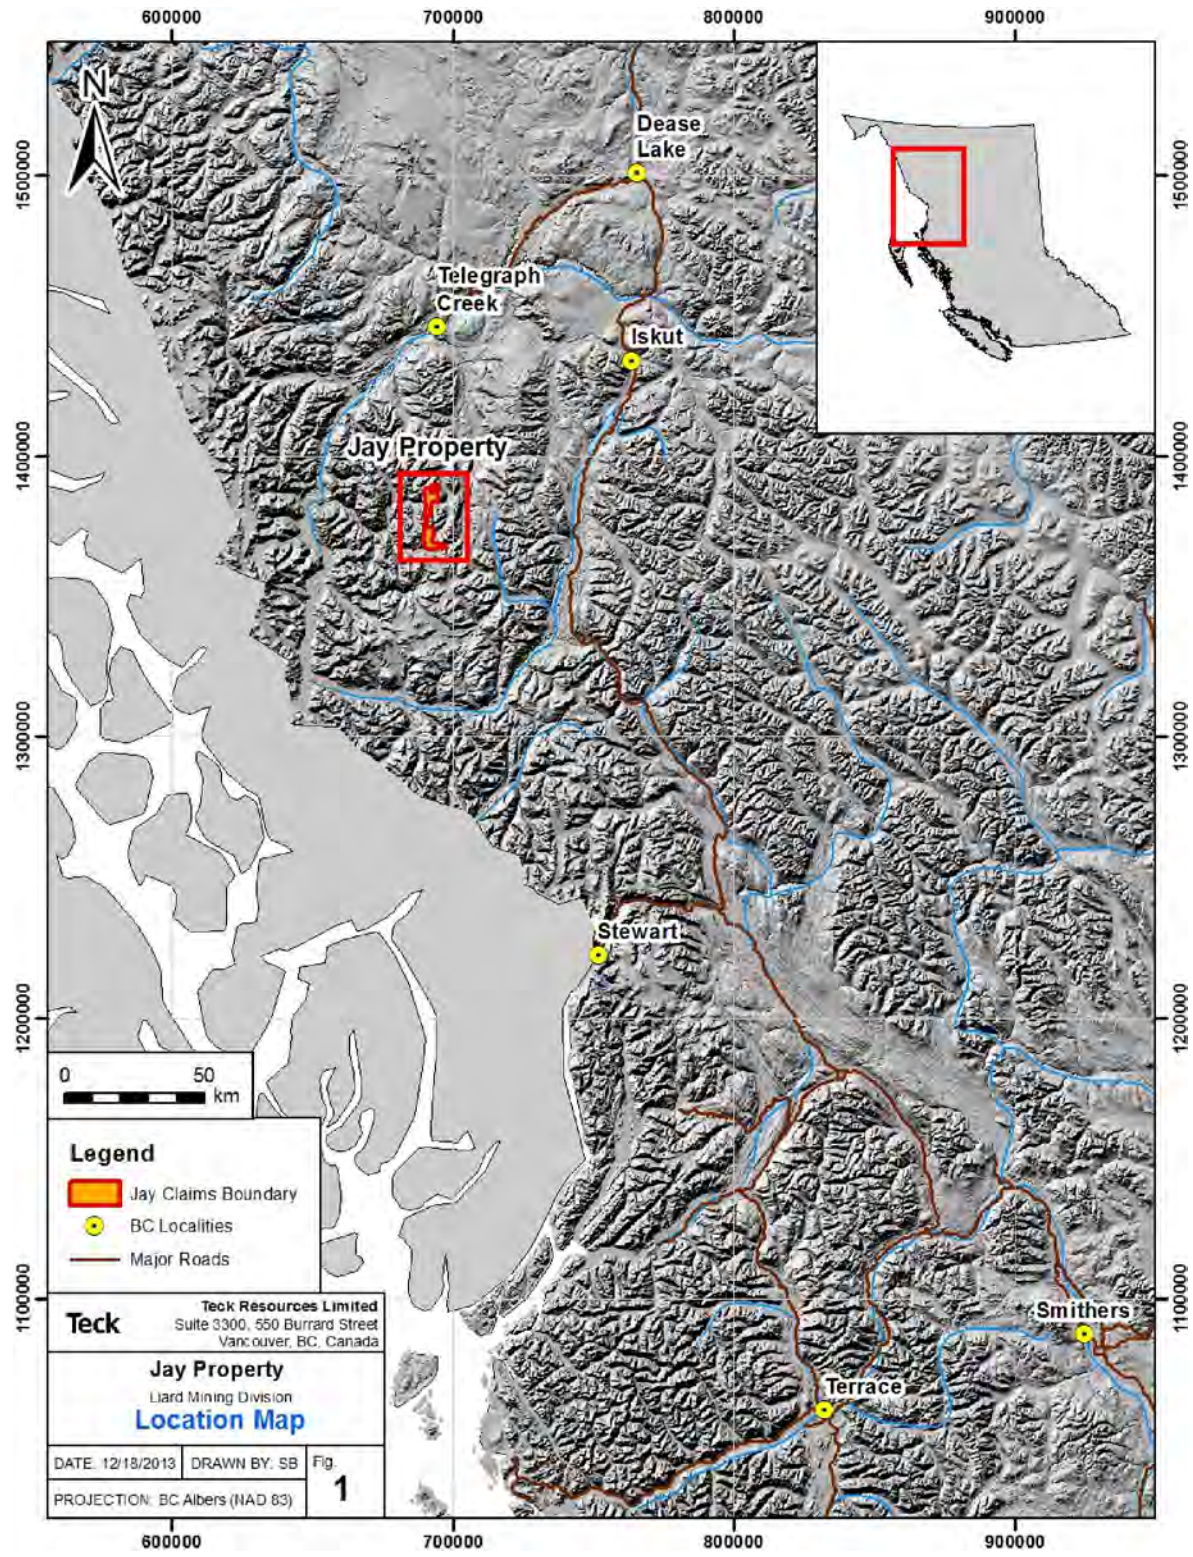 600000
700000
800000
900000
N
Dease
Lake
1500000
1500000
Telegraph
Creek
Iskut
Jay Property
1400000
1400000
1300000
1300000
Stewart
1200000
1200000
0 50
km
Legend
Jay Claims Boundary
BC Localities
Major Roads
1100000
1100000
Smithers
Terrace
Teck
Teck Resources Limited
Suite 3300, 550 Burrard Street
Vancouver, BC, Canada
Jay Property
Liard Mining Division
Location Map
DATE: 12/18/2013
DRAWN BY: SB
Fig.
1
PROJECTION: BC Albers (NAD 83)
600000
700000
800000
900000